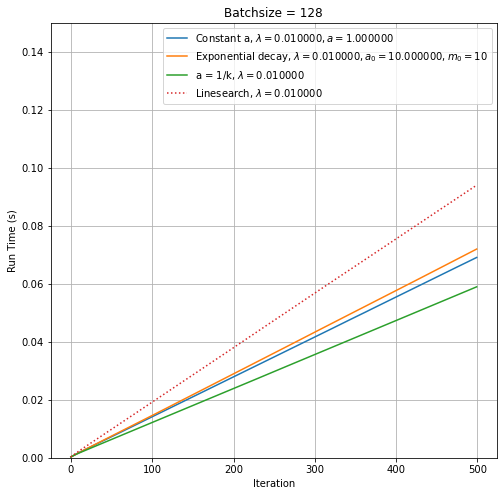 Batchsize = 128
Constant a, λ = 0.010000, a = 1.000000
Exponential decay, λ = 0.010000, a₀ = 10.000000, m₀ = 10
a = 1/k, λ = 0.010000
Linesearch, λ = 0.010000
0.14
0.12
0.10
0.08
0.06
0.04
0.02
0.00
Run Time (s)
0 100 200 300 400 500
Iteration